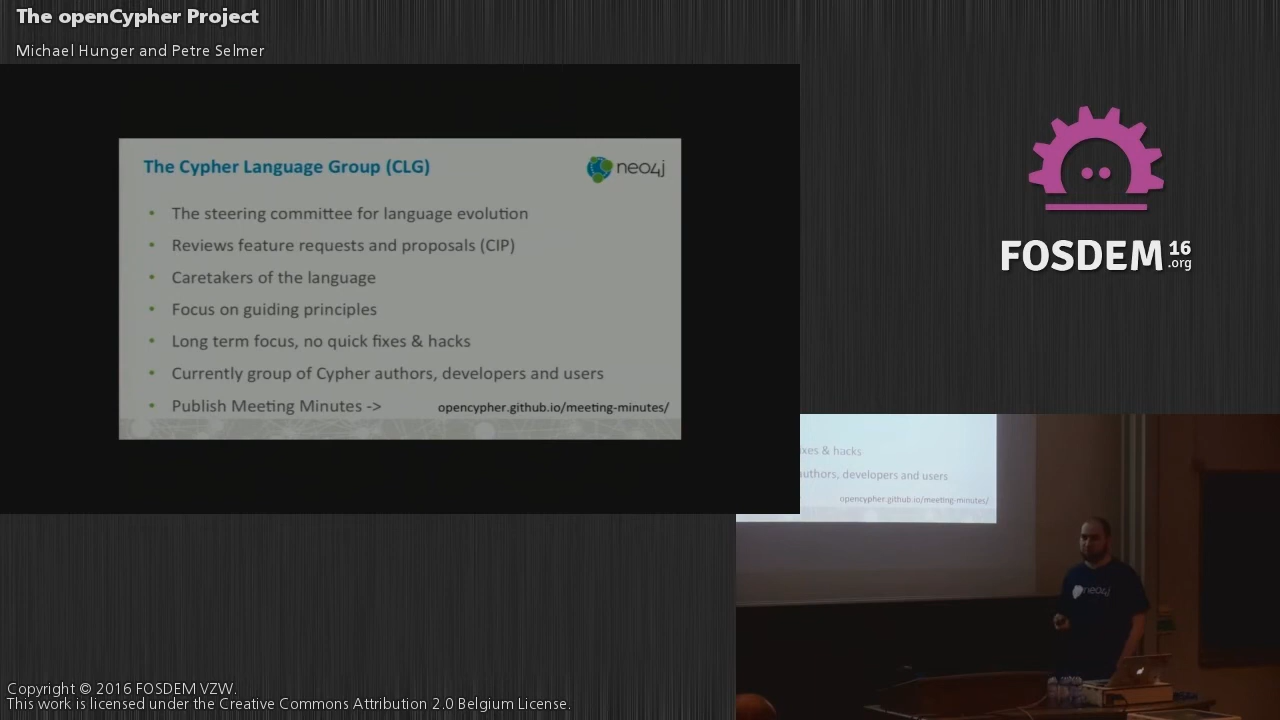 The openCypher Project
Michael Hunger and Petre Selmer
The Cypher Language Group (CLG)
neo4j
• The steering committee for language evolution
• Reviews feature requests and proposals (CIP)
• Caretakers of the language
• Focus on guiding principles
• Long term focus, no quick fixes & hacks
• Currently group of Cypher authors, developers and users
• Publish Meeting Minutes -> opencypher.github.io/meeting-minutes/
FOSDEM 16 .org
ixes & hacks
authors, developers and users
opencypher.github.io/meeting-minutes/
neo4j
Copyright © 2016 FOSDEM VZW.
This work is licensed under the Creative Commons Attribution 2.0 Belgium License.